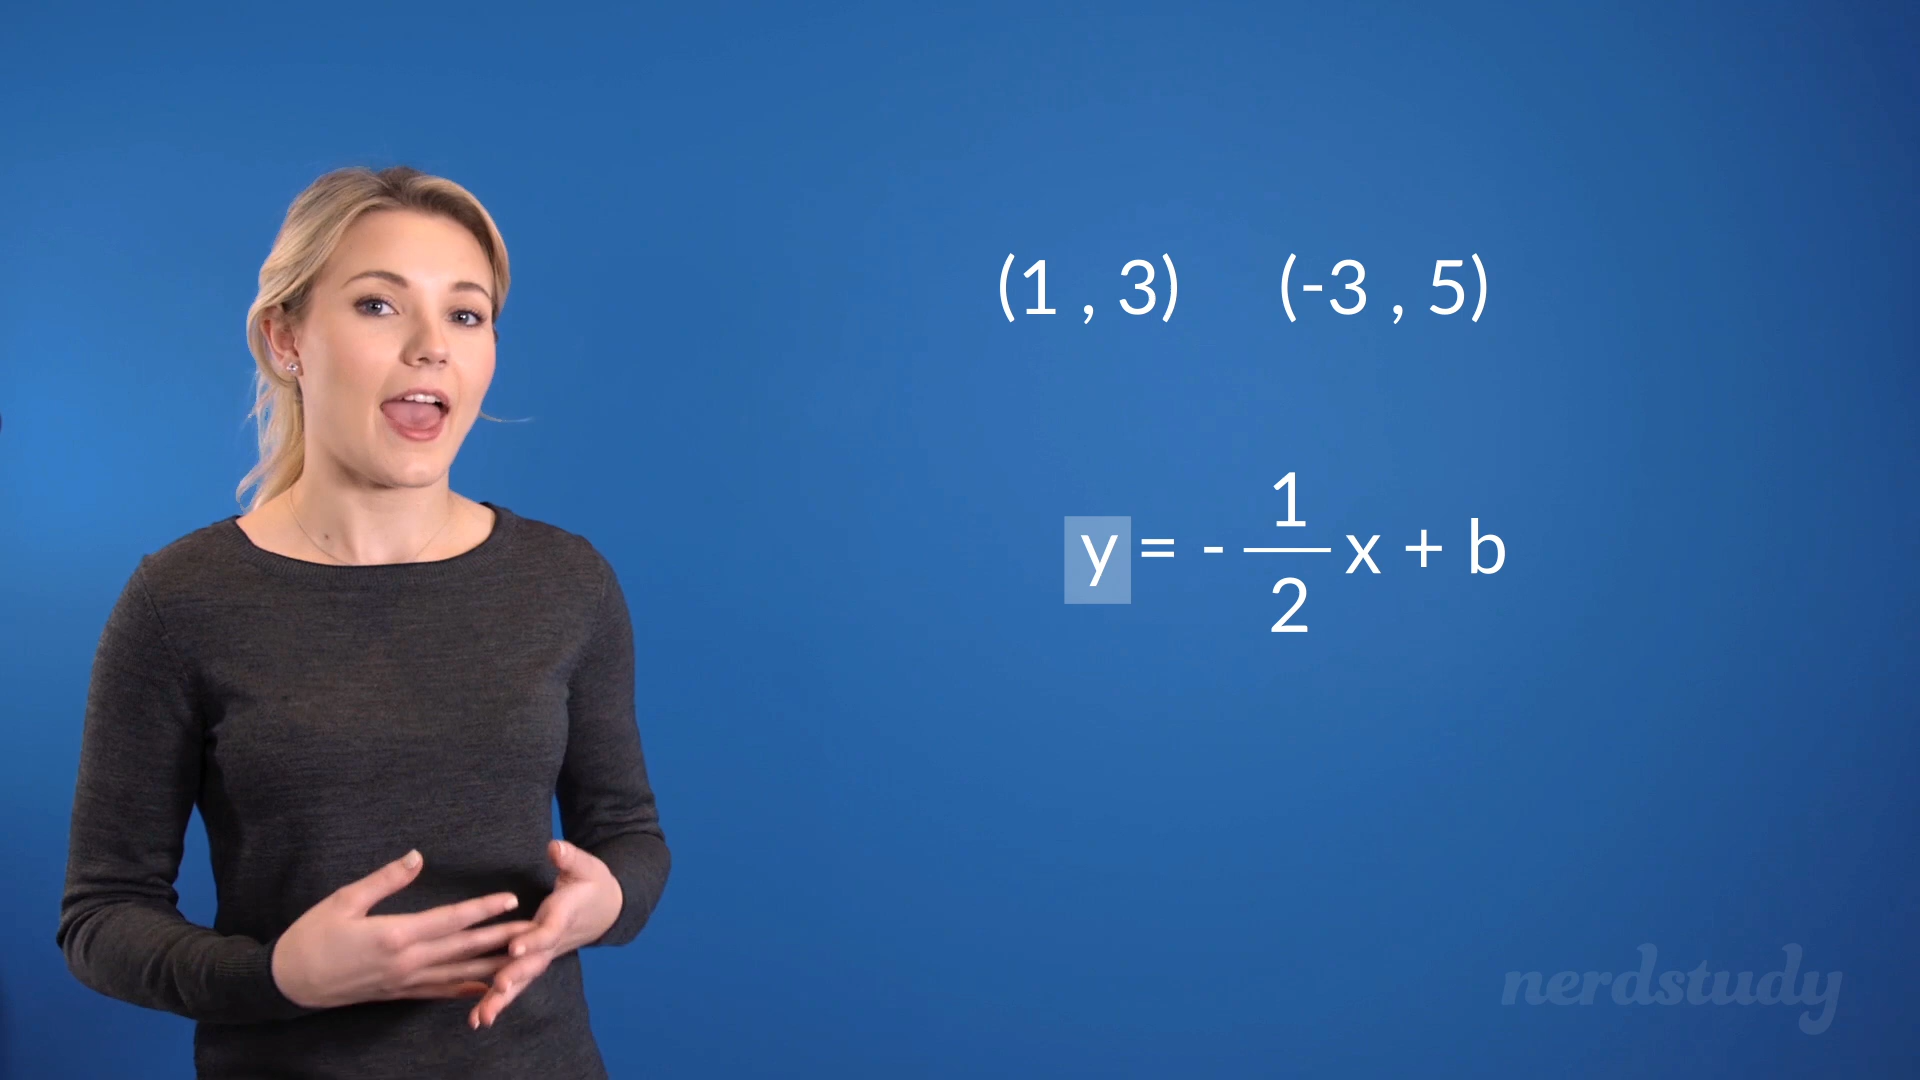 (1 , 3) (-3 , 5)
y = - 1/2 x + b
nerdstudy